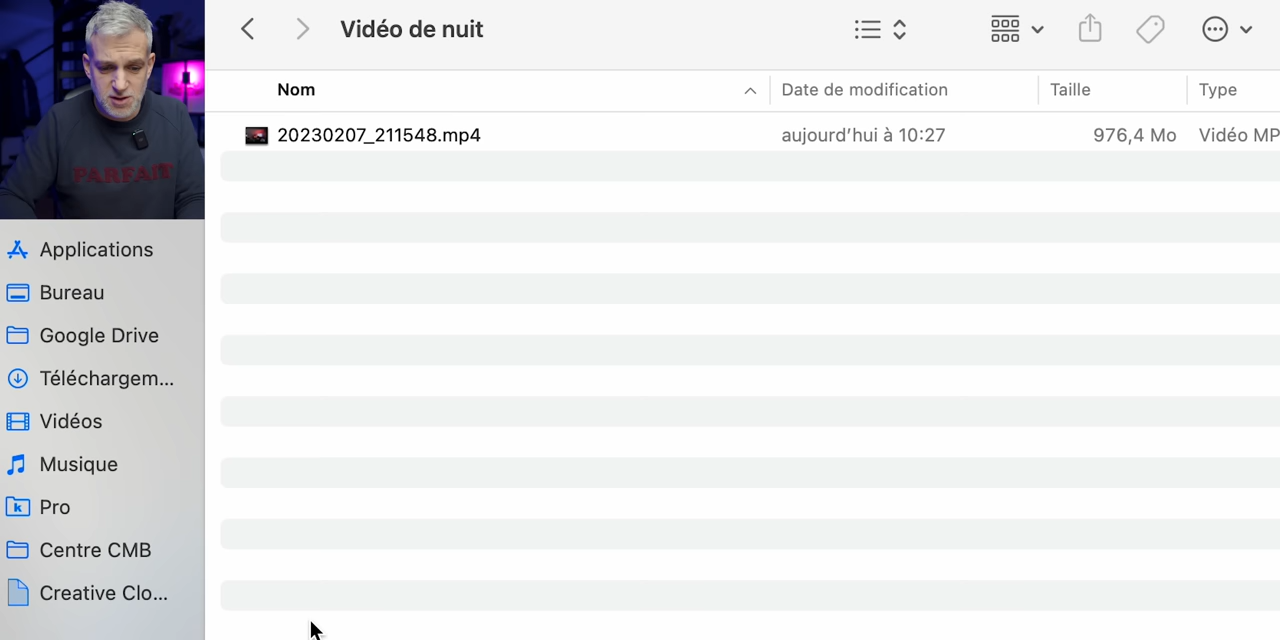 Vidéo de nuit
Nom
Date de modification
Taille
Type
20230207_211548.mp4
aujourd’hui à 10:27
976,4 Mo
Vidéo MP
PARFAIT
Applications
Bureau
Google Drive
Téléchargem...
Vidéos
Musique
Pro
Centre CMB
Creative Clo...